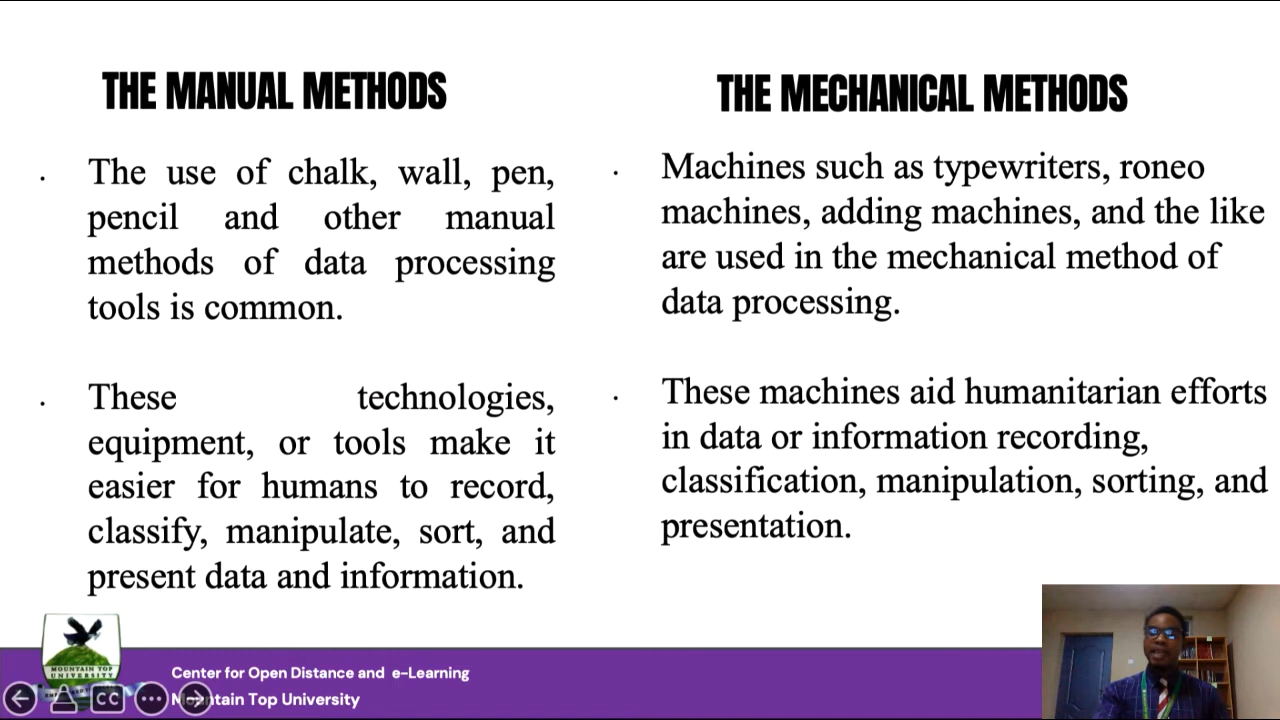 THE MANUAL METHODS
The use of chalk, wall, pen,
pencil and other manual
methods of data processing
tools is common.
These technologies,
equipment, or tools make it
easier for humans to record,
classify, manipulate, sort, and
present data and information.
THE MECHANICAL METHODS
Machines such as typewriters, roneo
machines, adding machines, and the like
are used in the mechanical method of
data processing.
These machines aid humanitarian efforts
in data or information recording,
classification, manipulation, sorting, and
presentation.
MOUNTAIN TOP
UNIVERSITY
Center for Open Distance and e-Learning
Mountain Top University
CC